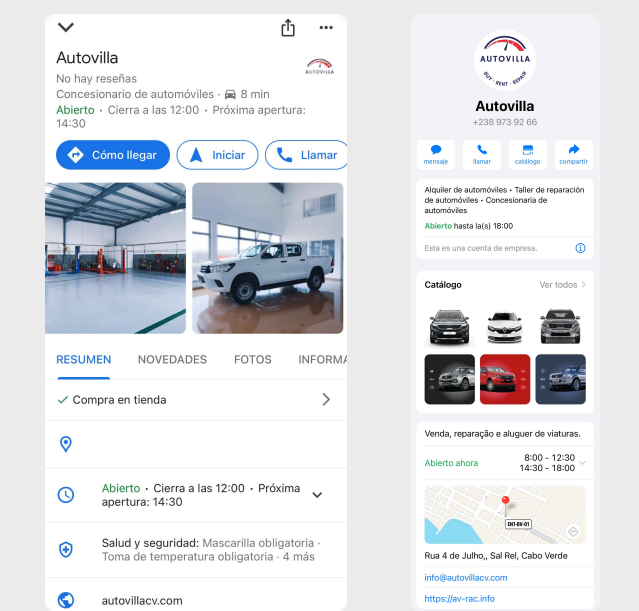 Autovilla
No hay reseñas
Concesionario de automóviles · 8 min
Abierto · Cierra a las 12:00 · Próxima apertura:
14:30
AUTOVILLA
Cómo llegar
Iniciar
Llamar
RESUMEN
NOVEDADES
FOTOS
INFORMA
Compra en tienda
Abierto · Cierra a las 12:00 · Próxima
apertura: 14:30
Salud y seguridad: Mascarilla obligatoria ·
Toma de temperatura obligatoria · 4 más
autovillacv.com
AUTOVILLA
BUY · RENT · REPAIR
Autovilla
+238 973 92 66
mensaje
llamar
catálogo
compartir
Alquiler de automóviles • Taller de reparación
de automóviles • Concesionaria de
automóviles
Abierto hasta la(s) 18:00
Esta es una cuenta de empresa.
Catálogo
Ver todos
Venda, reparação e aluguer de viaturas.
Abierto ahora
8:00 - 12:30
14:30 - 18:00
EN1-BV-01
Rua 4 de Julho,, Sal Rei, Cabo Verde
info@autovillacv.com
https://av-rac.info